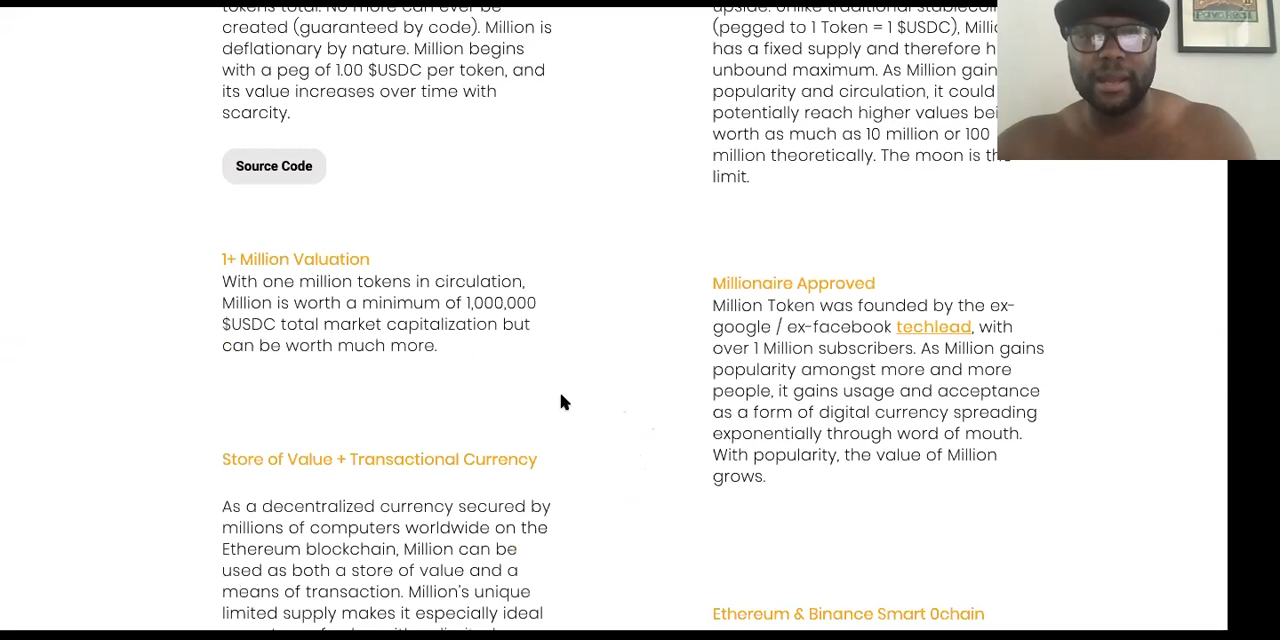 tokens total. No more can ever be
created (guaranteed by code). Million is
deflationary by nature. Million begins
with a peg of 1.00 $USDC per token, and
its value increases over time with
scarcity.
Source Code
1+ Million Valuation
With one million tokens in circulation,
Million is worth a minimum of 1,000,000
$USDC total market capitalization but
can be worth much more.
Store of Value + Transactional Currency
As a decentralized currency secured by
millions of computers worldwide on the
Ethereum blockchain, Million can be
used as both a store of value and a
means of transaction. Million's unique
limited supply makes it especially ideal
upside. Unlike traditional
(pegged to 1 Token = 1 $USDC),
has a fixed supply and therefore
unbound maximum. As Million
popularity and circulation, it could
potentially reach higher values
worth as much as 10 million or 100
million theoretically. The moon is
limit.
Millionaire Approved
Million Token was founded by the ex-
google / ex-facebook techlead, with
over 1 Million subscribers. As Million gains
popularity amongst more and more
people, it gains usage and acceptance
as a form of digital currency spreading
exponentially through word of mouth.
With popularity, the value of Million
grows.
Ethereum & Binance Smart 0chain